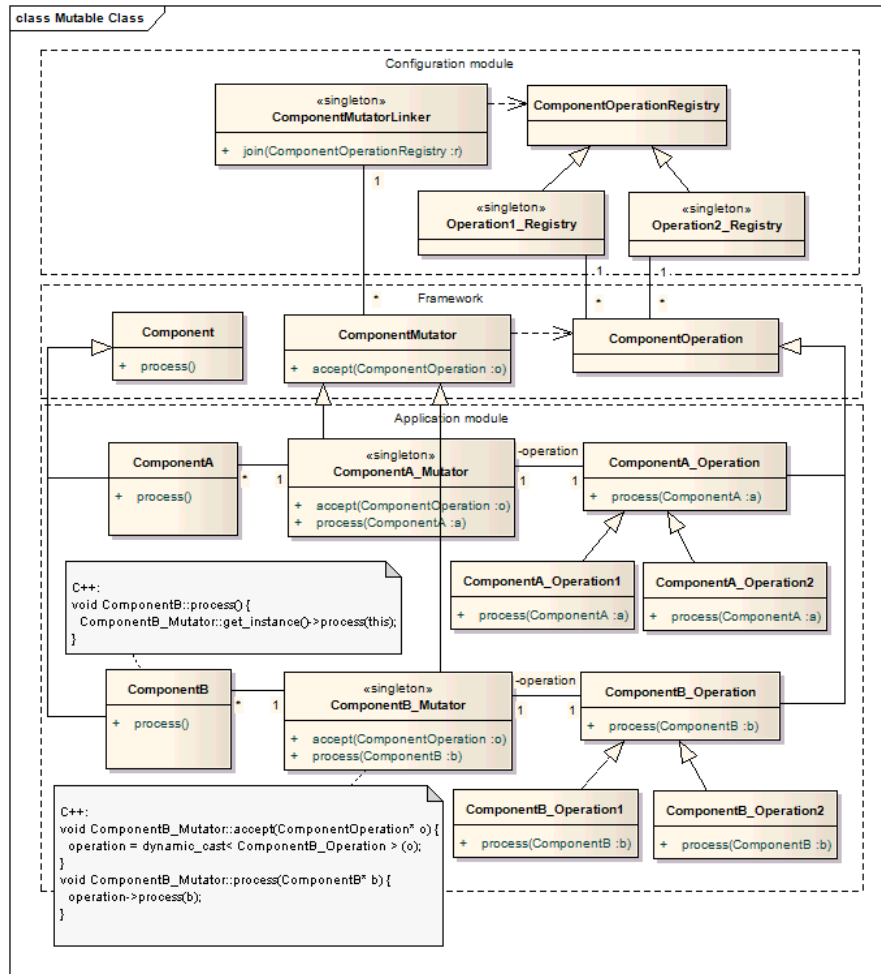 class Mutable Class
Configuration module
«singleton»
ComponentMutatorLinker
+ join(ComponentOperationRegistry :r)
ComponentOperationRegistry
«singleton»
Operation1_Registry
«singleton»
Operation2_Registry
1
1
1
*
*
*
Framework
Component
+ process()
ComponentMutator
+ accept(ComponentOperation :o)
ComponentOperation
Application module
ComponentA
+ process()
*
1
«singleton»
ComponentA_Mutator
+ accept(ComponentOperation :o)
+ process(ComponentA :a)
-operation
1
1
ComponentA_Operation
+ process(ComponentA :a)
ComponentA_Operation1
+ process(ComponentA :a)
ComponentA_Operation2
+ process(ComponentA :a)
C++:
void ComponentB::process() {
ComponentB_Mutator::get_instance()->process(this);
}
ComponentB
+ process()
*
1
«singleton»
ComponentB_Mutator
+ accept(ComponentOperation :o)
+ process(ComponentB :b)
-operation
1
1
ComponentB_Operation
+ process(ComponentB :b)
ComponentB_Operation1
+ process(ComponentB :b)
ComponentB_Operation2
+ process(ComponentB :b)
C++:
void ComponentB_Mutator::accept(ComponentOperation* o) {
operation = dynamic_cast< ComponentB_Operation > (o);
}
void ComponentB_Mutator::process(ComponentB* b) {
operation->process(b);
}